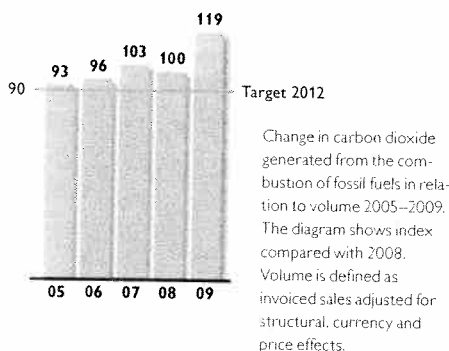 119
103
100
96
93
90
Target 2012
Change in carbon dioxide
generated from the com-
bustion of fossil fuels in rela-
tion to volume 2005–2009.
The diagram shows index
compared with 2008.
Volume is defined as
invoiced sales adjusted for
structural, currency and
price effects.
05 06 07 08 09